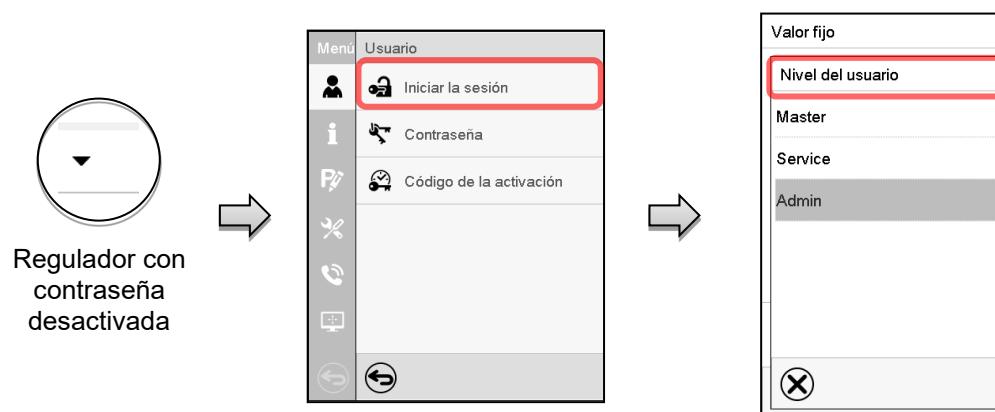 Regulador con
contraseña
desactivada
Menú
Usuario
Iniciar la sesión
Contraseña
Código de la activación
Valor fijo
Nivel del usuario
Master
Service
Admin